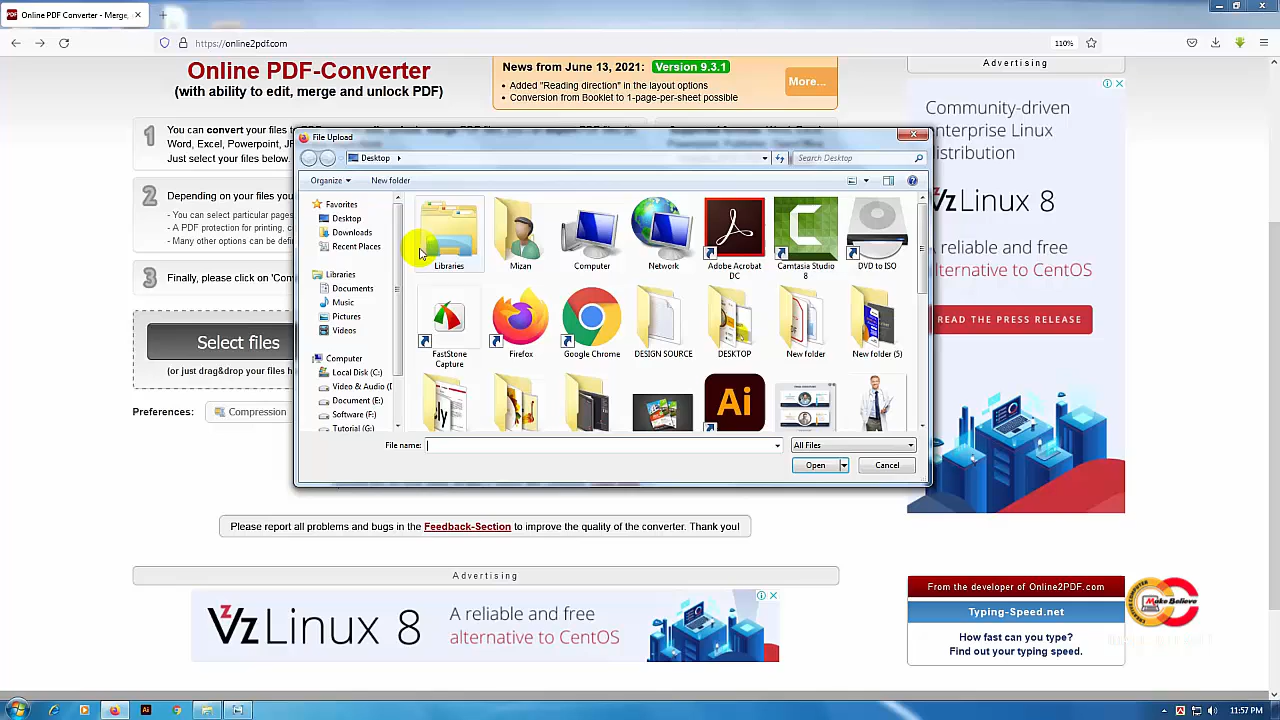 Online PDF Converter - Merge,
https://online2pdf.com
110%
Online PDF-Converter
(with ability to edit, merge and unlock PDF)
News from June 13, 2021: Version 9.3.1
• Added "Reading direction" in the layout options
• Conversion from Booklet to 1-page-per-sheet possible
More...
Advertising
1
You can convert your files
Word, Excel, Powerpoint,
Just select your files below.
2
Depending on your files you
- You can select particular pages
- A PDF protection for printing,
- Many other options can be
3
Finally, please click on
Select files
(or just drag&drop your files
Preferences:
Compression
File Upload
Desktop
Search Desktop
Organize
New folder
Favorites
Desktop
Downloads
Recent Places
Libraries
Documents
Music
Pictures
Videos
Computer
Local Disk (C:)
Video & Audio (
Document (E:)
Software (F:)
Tutorial (G:)
Libraries
Mizan
Computer
Network
Adobe Acrobat
DC
Camtasia Studio
8
DVD to ISO
FastStone
Capture
Firefox
Google Chrome
DESIGN SOURCE
DESKTOP
New folder
New folder (5)
Ai
File name:
All Files
Open
Cancel
Community-driven
enterprise Linux
distribution
VzLinux 8
A reliable and free
alternative to CentOS
READ THE PRESS RELEASE
Please report all problems and bugs in the Feedback-Section to improve the quality of the converter. Thank you!
Advertising
VzLinux 8
A reliable and free
alternative to CentOS
From the developer of Online2PDF.com
Typing-Speed.net
How fast can you type?
Find out your typing speed.
Make Believe
11:57 PM